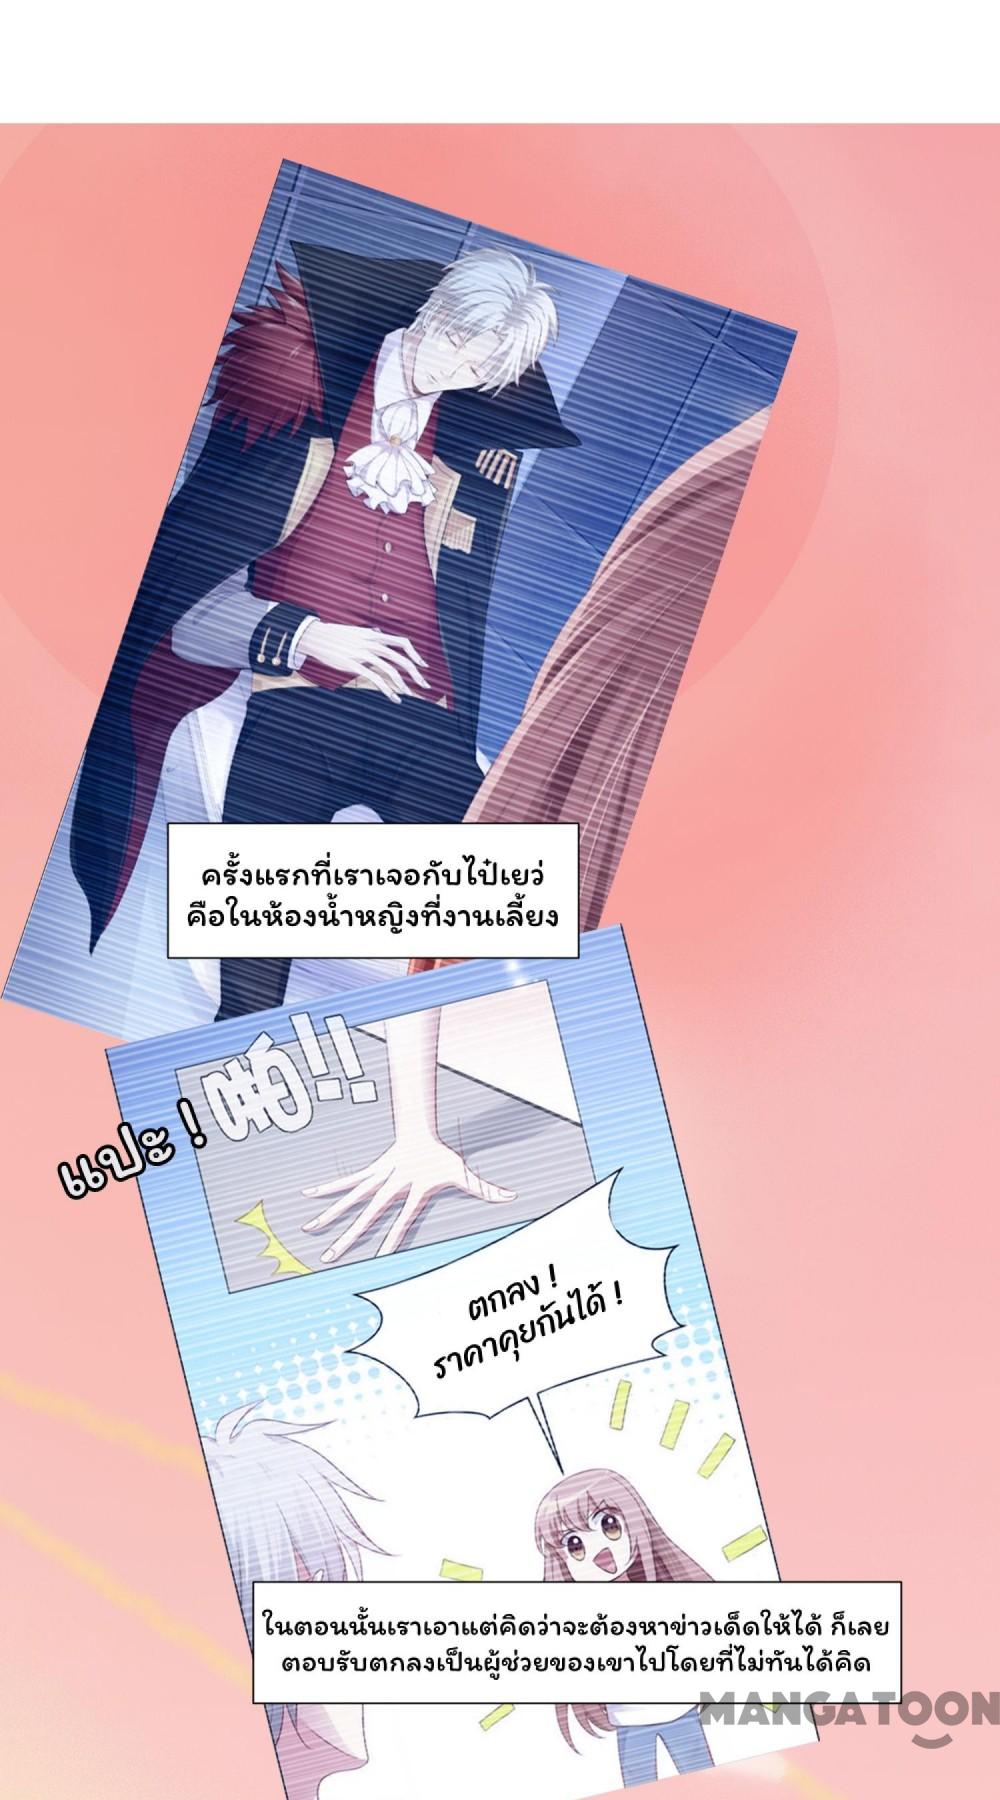 ครั้งแรกที่เราเจอกับไป๋เยว่
คือในห้องน้ำหญิงที่งานเลี้ยง
แปะ !
ตกลง !
ราคาคุยกันได้ !
ในตอนนั้นเราเอาแต่คิดว่าจะต้องหาข่าวเด็ดให้ได้ ก็เลย
ตอบรับตกลงเป็นผู้ช่วยของเขาไปโดยที่ไม่ทันได้คิด
MANGATOON